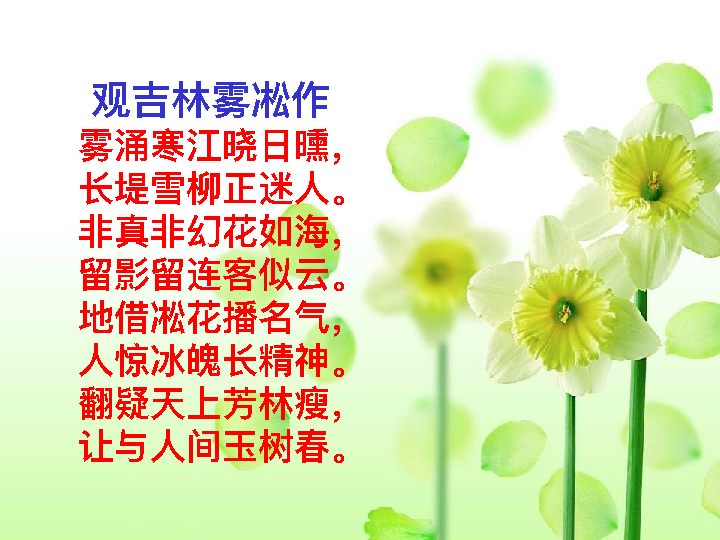 观吉林雾凇作
雾涌寒江晓日曛，
长堤雪柳正迷人。
非真非幻花如海，
留影留连客似云。
地借凇花播名气，
人惊冰魄长精神。
翻疑天上芳林瘦，
让与人间玉树春。